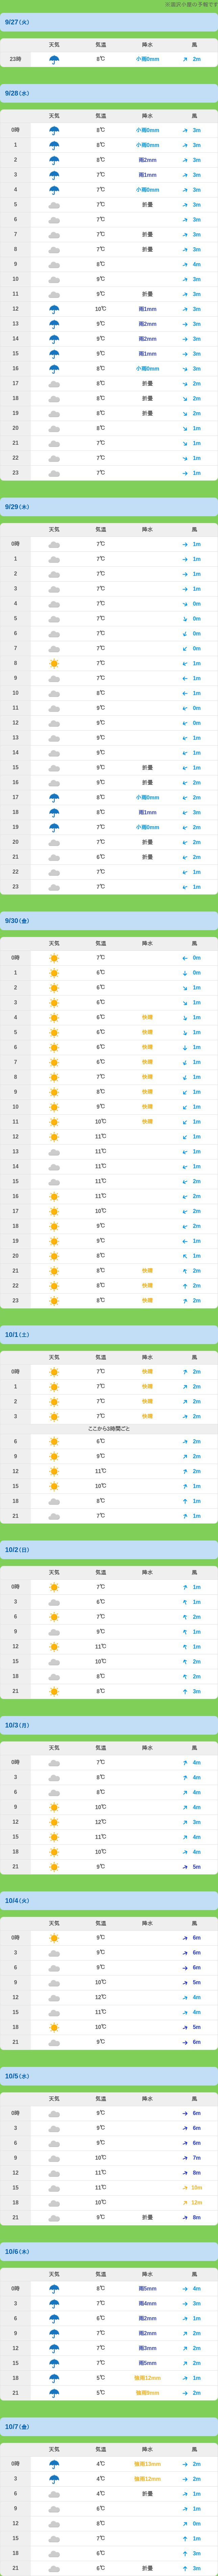 小屋の予報です
9/27(火)
天気 気温 降水 風
23時 8℃ 小雨0mm 2m
9/28(水)
天気 気温 降水 風
0時 8℃ 小雨0mm 3m
1 8℃ 小雨0mm 3m
2 8℃ 雨2mm 3m
3 7℃ 雨1mm 3m
4 7℃ 小雨0mm 3m
5 7℃ 折畳 3m
6 7℃ 3m
7 7℃ 折畳 3m
8 7℃ 折畳 3m
9 8℃ 4m
10 9℃ 3m
11 9℃ 折畳 3m
12 10℃ 雨1mm 3m
13 9℃ 雨2mm 3m
14 9℃ 雨2mm 3m
15 9℃ 雨1mm 3m
16 8℃ 小雨0mm 3m
17 8℃ 折畳 2m
18 8℃ 折畳 2m
19 8℃ 折畳 2m
20 8℃ 1m
21 7℃ 1m
22 7℃ 1m
23 7℃ 1m
9/29(木)
天気 気温 降水 風
0時 7℃ 1m
1 7℃ 1m
2 7℃ 1m
3 7℃ 1m
4 7℃ 0m
5 7℃ 0m
6 7℃ 0m
7 7℃ 0m
8 7℃ 1m
9 7℃ 1m
10 8℃ 1m
11 9℃ 0m
12 9℃ 0m
13 9℃ 1m
14 9℃ 1m
15 9℃ 折畳 1m
16 9℃ 折畳 2m
17 8℃ 小雨0mm 2m
18 8℃ 雨1mm 3m
19 7℃ 小雨0mm 2m
20 7℃ 折畳 2m
21 6℃ 折畳 2m
22 7℃ 1m
23 7℃ 1m
9/30(金)
天気 気温 降水 風
0時 7℃ 0m
1 6℃ 0m
2 6℃ 1m
3 6℃ 1m
4 6℃ 快晴 1m
5 6℃ 快晴 1m
6 6℃ 快晴 1m
7 6℃ 快晴 1m
8 7℃ 快晴 2m
9 8℃ 快晴 1m
10 9℃ 快晴 1m
11 10℃ 快晴 1m
12 11℃ 1m
13 11℃ 1m
14 11℃ 1m
15 11℃ 2m
16 11℃ 2m
17 10℃ 2m
18 9℃ 2m
19 9℃ 1m
20 8℃ 1m
21 8℃ 快晴 2m
22 8℃ 快晴 2m
23 8℃ 快晴 2m
10/1(土)
天気 気温 降水 風
0時 7℃ 快晴 2m
1 7℃ 快晴 2m
2 7℃ 快晴 2m
3 7℃ 快晴 2m
ここから3時間ごと
6 6℃ 2m
9 9℃ 2m
12 11℃ 2m
15 10℃ 1m
18 8℃ 1m
21 7℃ 1m
10/2(日)
天気 気温 降水 風
0時 7℃ 1m
3 6℃ 1m
6 7℃ 2m
9 9℃ 1m
12 11℃ 1m
15 10℃ 2m
18 8℃ 2m
21 8℃ 3m
10/3(月)
天気 気温 降水 風
0時 7℃ 4m
3 8℃ 4m
6 8℃ 4m
9 10℃ 4m
12 12℃ 3m
15 11℃ 4m
18 10℃ 4m
21 9℃ 5m
10/4(火)
天気 気温 降水 風
0時 9℃ 6m
3 9℃ 6m
6 9℃ 6m
9 10℃ 5m
12 12℃ 4m
15 11℃ 4m
18 10℃ 5m
21 9℃ 6m
10/5(水)
天気 気温 降水 風
0時 9℃ 6m
3 9℃ 6m
6 9℃ 6m
9 10℃ 7m
12 11℃ 8m
15 11℃ 10m
18 10℃ 12m
21 9℃ 折畳 8m
10/6(木)
天気 気温 降水 風
0時 8℃ 雨5mm 4m
3 7℃ 雨4mm 3m
6 6℃ 雨2mm 1m
9 7℃ 雨2mm 2m
12 7℃ 雨3mm 2m
15 7℃ 雨5mm 2m
18 5℃ 強雨12mm 1m
21 5℃ 強雨9mm 2m
10/7(金)
天気 気温 降水 風
0時 4℃ 強雨13mm 2m
3 4℃ 強雨12mm 2m
6 4℃ 折畳 1m
9 6℃ 1m
12 8℃ 0m
15 7℃ 1m
18 6℃ 3m
21 6℃ 折畳 3m